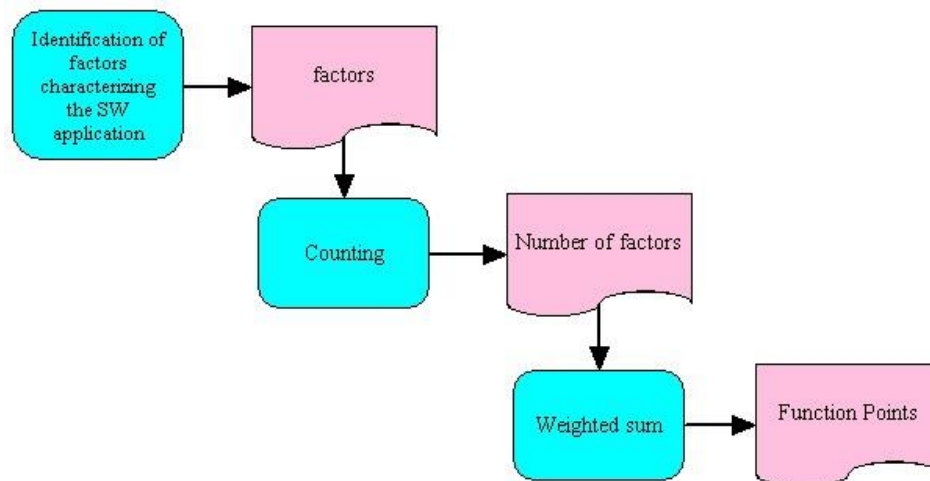 Identification of
factors
characterizing
the SW
application
factors
Counting
Number of factors
Weighted sum
Function Points